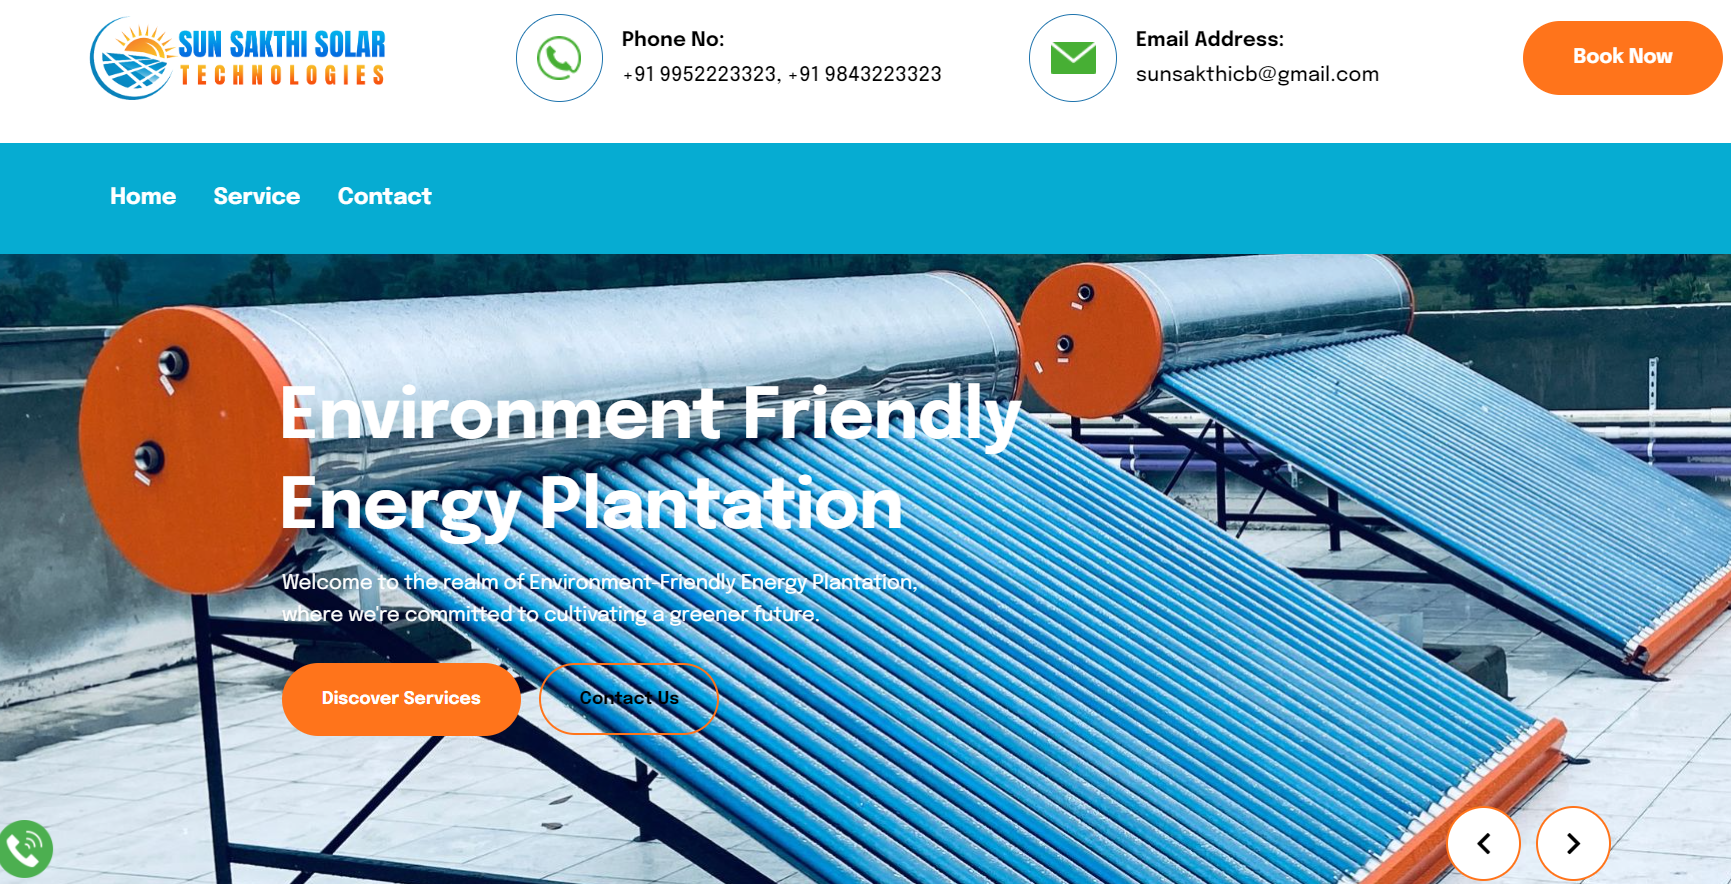 SUN SAKTHI SOLAR
TECHNOLOGIES
Phone No:
+91 9952223323, +91 9843223323
Email Address:
sunsakthicb@gmail.com
Book Now
Home Service Contact
Environment Friendly
Energy Plantation
Welcome to the realm of Environment-Friendly Energy Plantation,
where we're committed to cultivating a greener future.
Discover Services
Contact Us